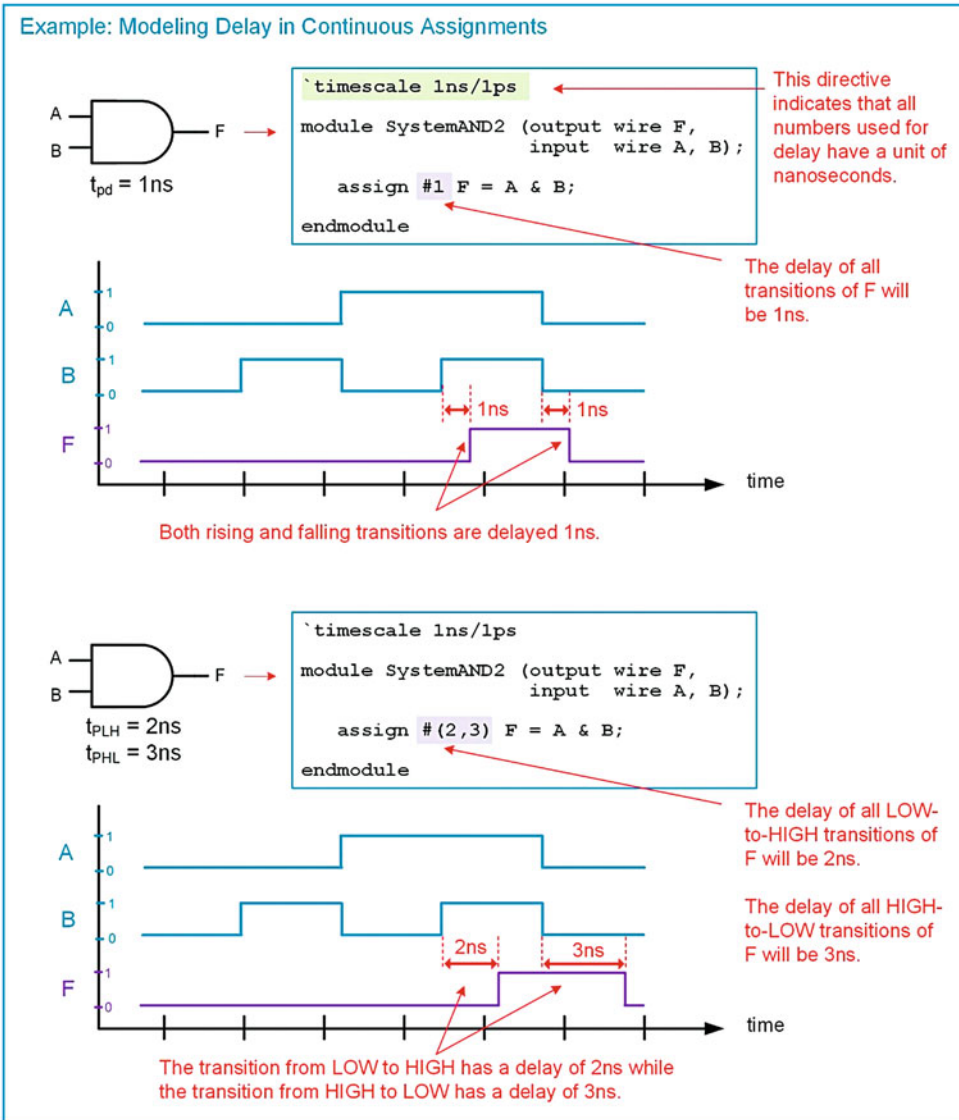 Example: Modeling Delay in Continuous Assignments
A
B
F
tpd = 1ns
`timescale 1ns/1ps
module SystemAND2 (output wire F,
input wire A, B);
assign #1 F = A & B;
endmodule
This directive
indicates that all
numbers used for
delay have a unit of
nanoseconds.
The delay of all
transitions of F will
be 1ns.
A
1
0
B
1
0
1ns
1ns
F
1
0
time
Both rising and falling transitions are delayed 1ns.
A
B
F
tPLH = 2ns
tPHL = 3ns
`timescale 1ns/1ps
module SystemAND2 (output wire F,
input wire A, B);
assign #(2,3) F = A & B;
endmodule
The delay of all LOW-
to-HIGH transitions of
F will be 2ns.
The delay of all HIGH-
to-LOW transitions of
F will be 3ns.
A
1
0
B
1
0
2ns
3ns
F
1
0
time
The transition from LOW to HIGH has a delay of 2ns while
the transition from HIGH to LOW has a delay of 3ns.